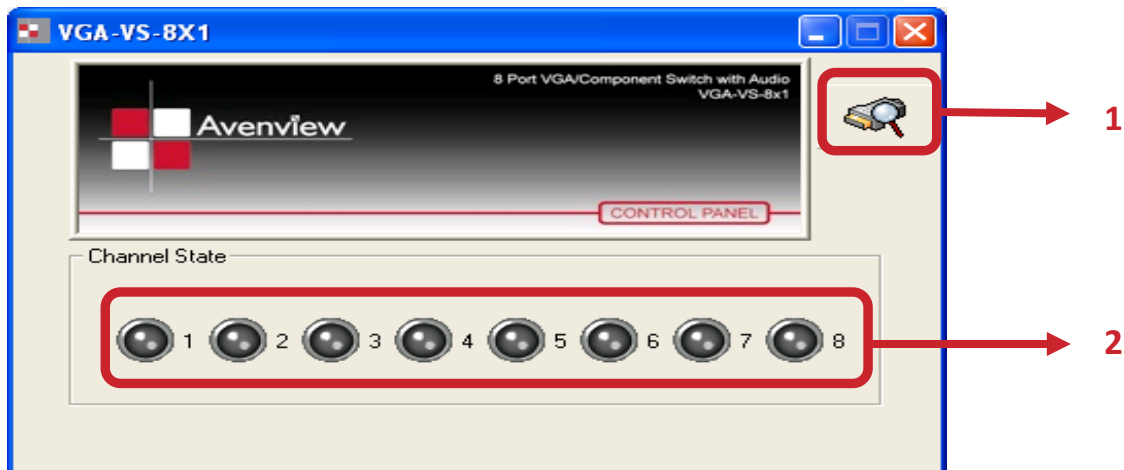 VGA-VS-8X1
8 Port VGA/Component Switch with Audio
VGA-VS-8x1
Avenview
CONTROL PANEL
1
Channel State
1 2 3 4 5 6 7 8
2